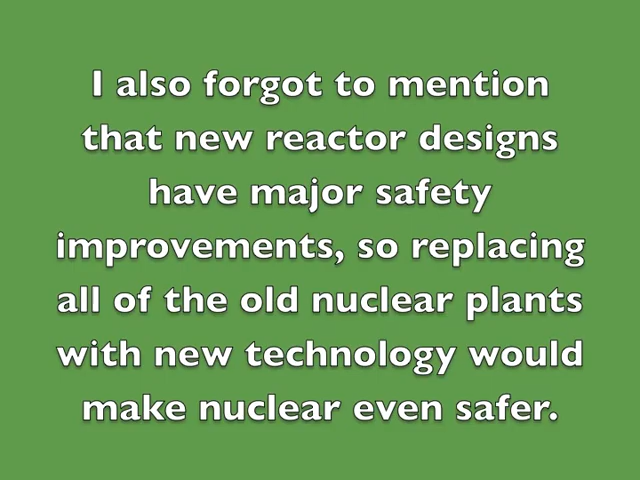 I also forgot to mention
that new reactor designs
have major safety
improvements, so replacing
all of the old nuclear plants
with new technology would
make nuclear even safer.